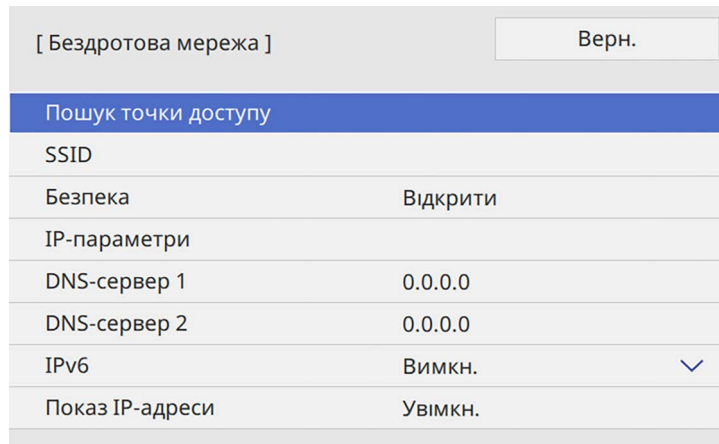 [ Бездротова мережа ]
Верн.
Пошук точки доступу
SSID
Безпека Відкрити
IP-параметри
DNS-сервер 1 0.0.0.0
DNS-сервер 2 0.0.0.0
IPv6 Вимкн.
Показ IP-адреси Увімкн.